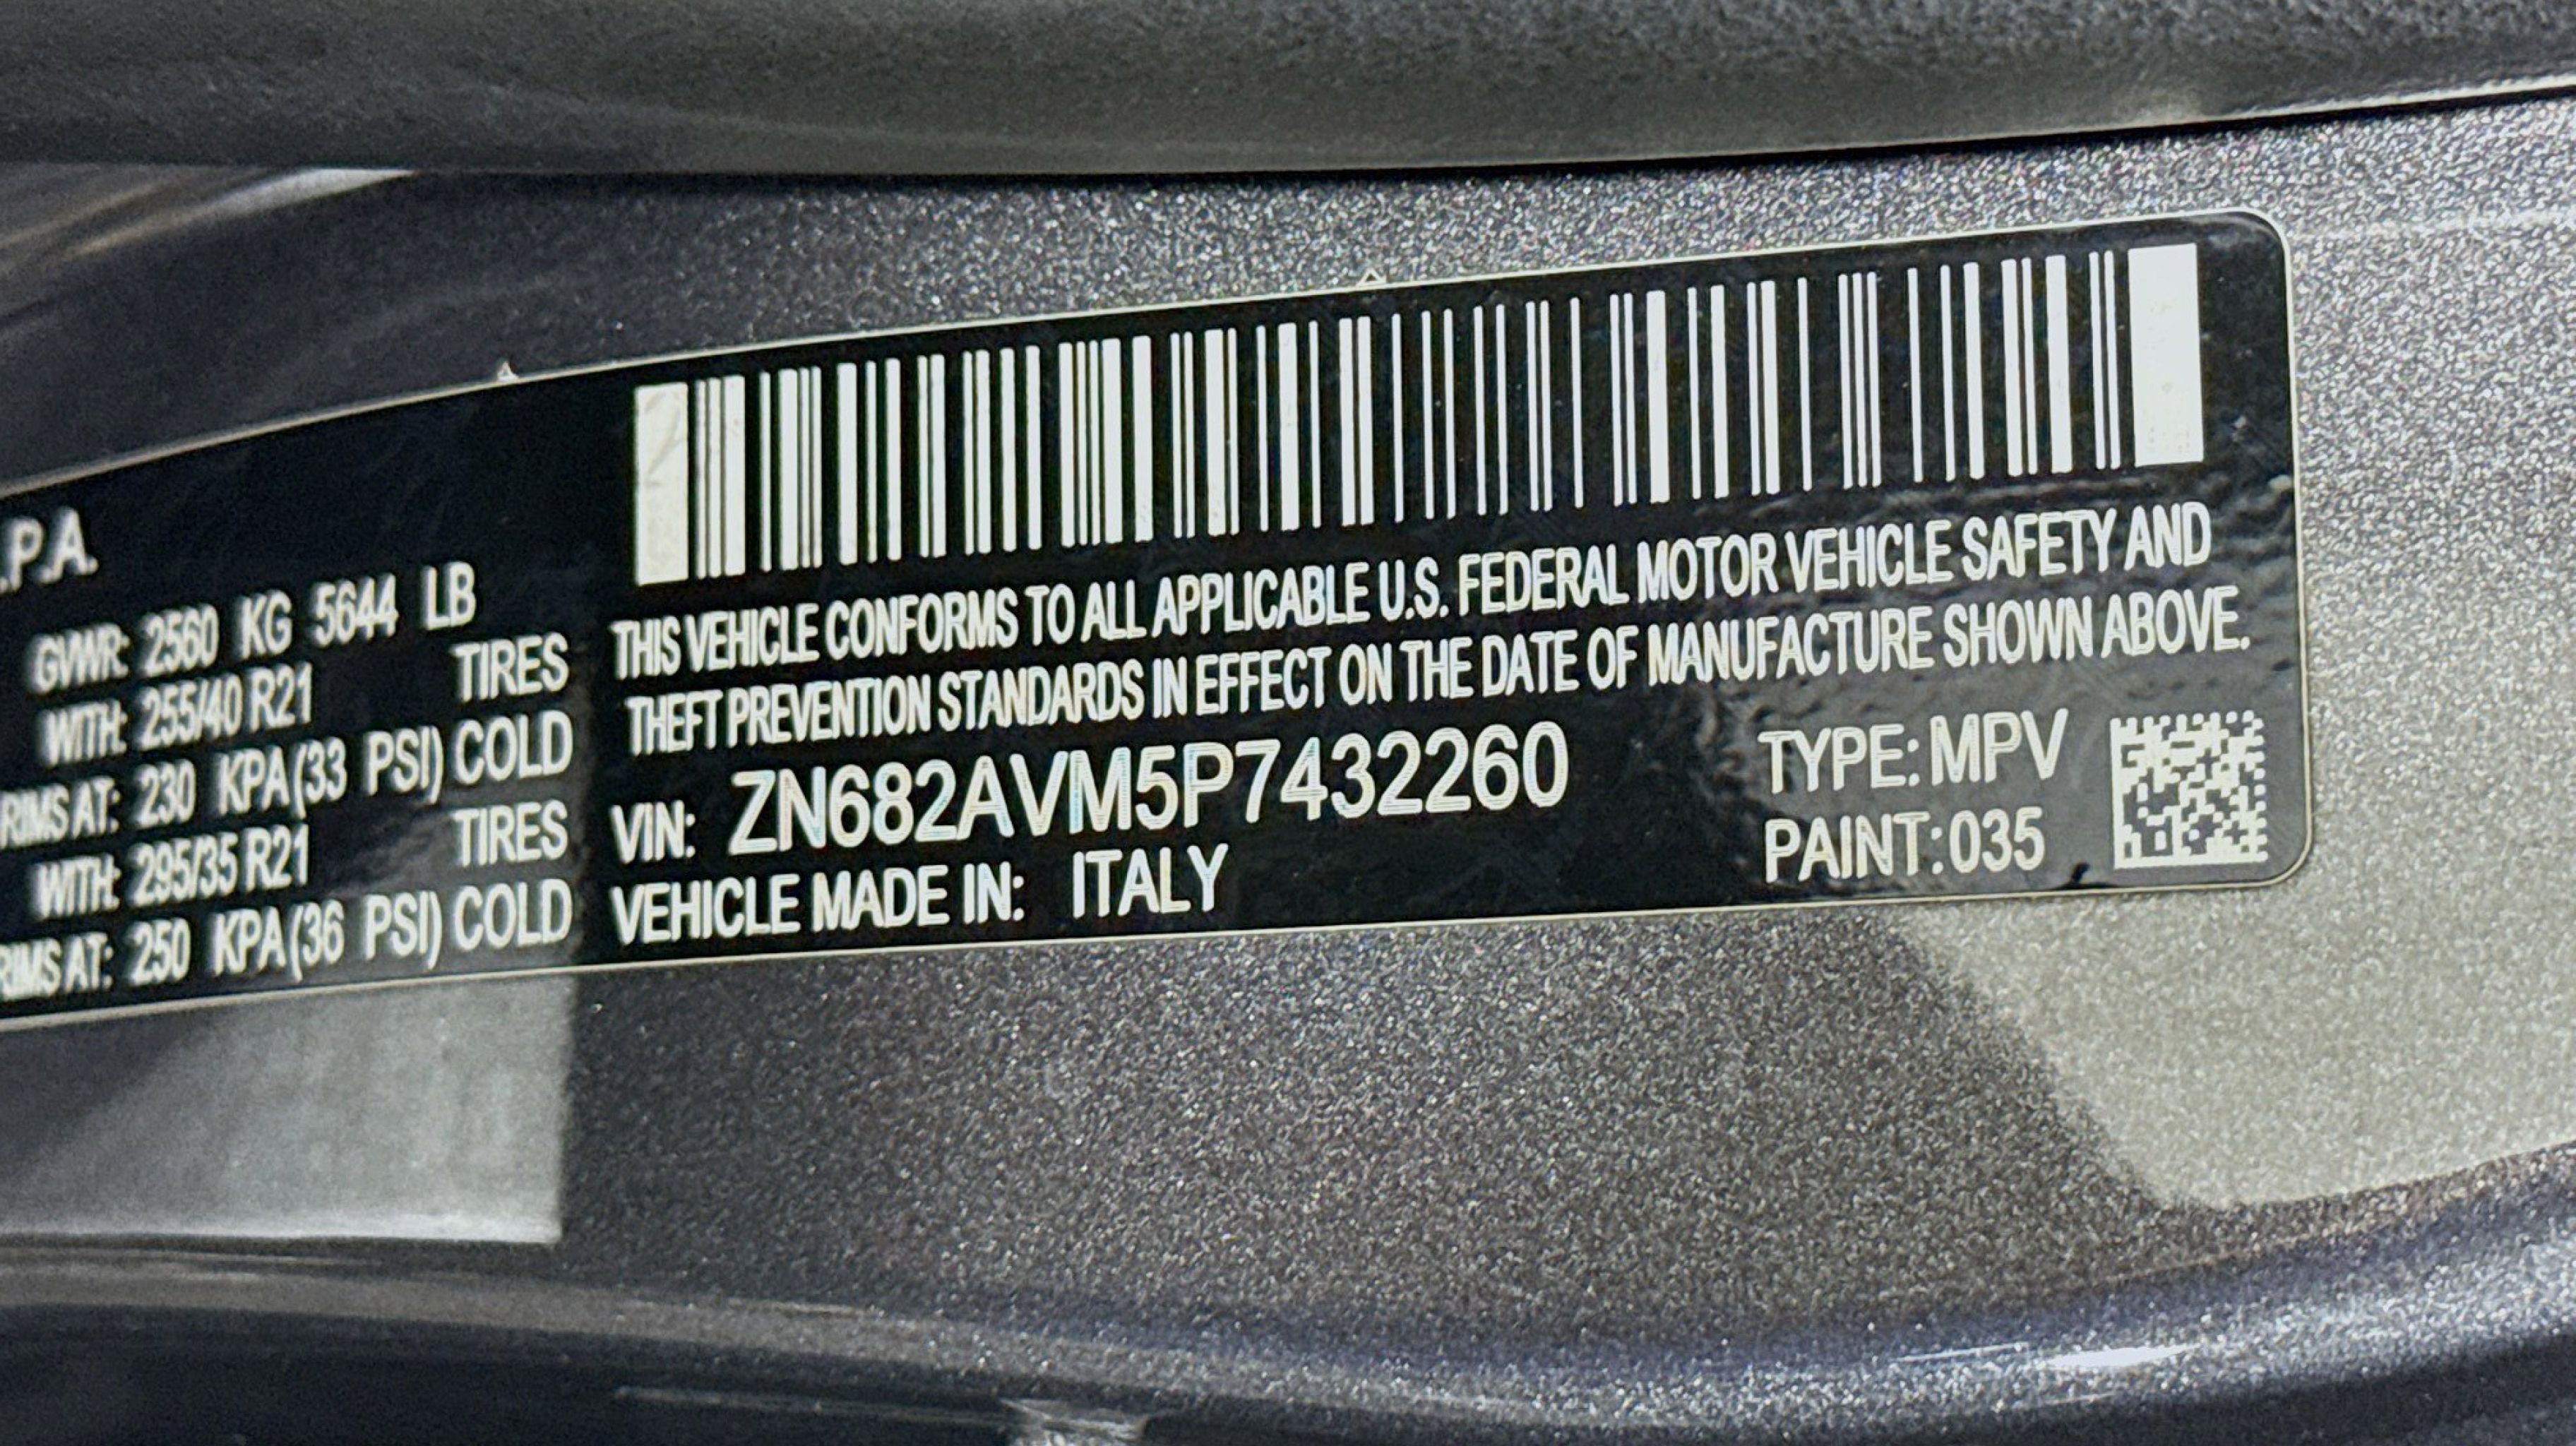 .P.A.
GVWR: 2560 KG 5644 LB
WITH: 255/40 R21 TIRES
RIMS AT: 230 KPA(33 PSI) COLD
WITH: 295/35 R21 TIRES
RIMS AT: 250 KPA(36 PSI) COLD
THIS VEHICLE CONFORMS TO ALL APPLICABLE U.S. FEDERAL MOTOR VEHICLE SAFETY AND
THEFT PREVENTION STANDARDS IN EFFECT ON THE DATE OF MANUFACTURE SHOWN ABOVE.
VIN: ZN682AVM5P7432260
VEHICLE MADE IN: ITALY
TYPE: MPV
PAINT: 035